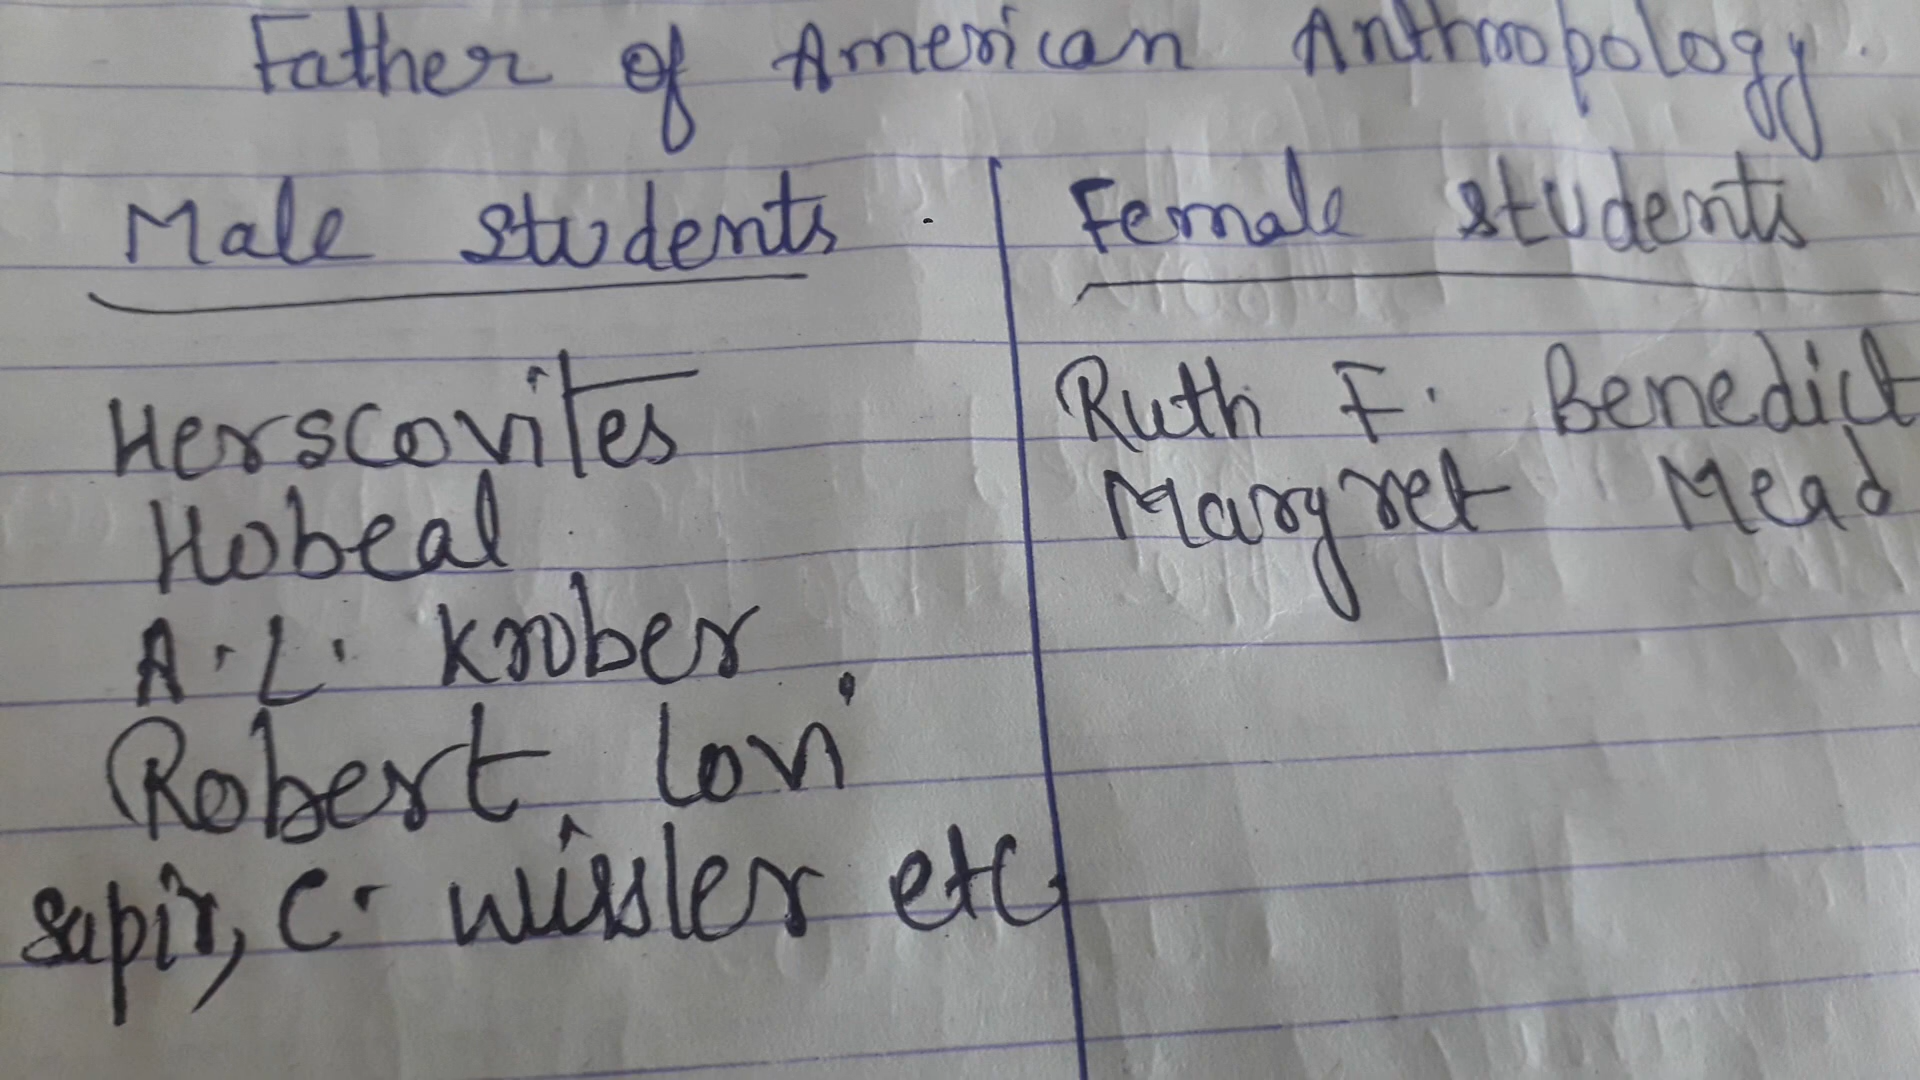 Father of American Anthropology.
Male students
Female students
Herscovites
Hobeal
A. L. Krober
Robert lovi
sapir, C. wissler etc.
Ruth F. Benedict
Margret Mead